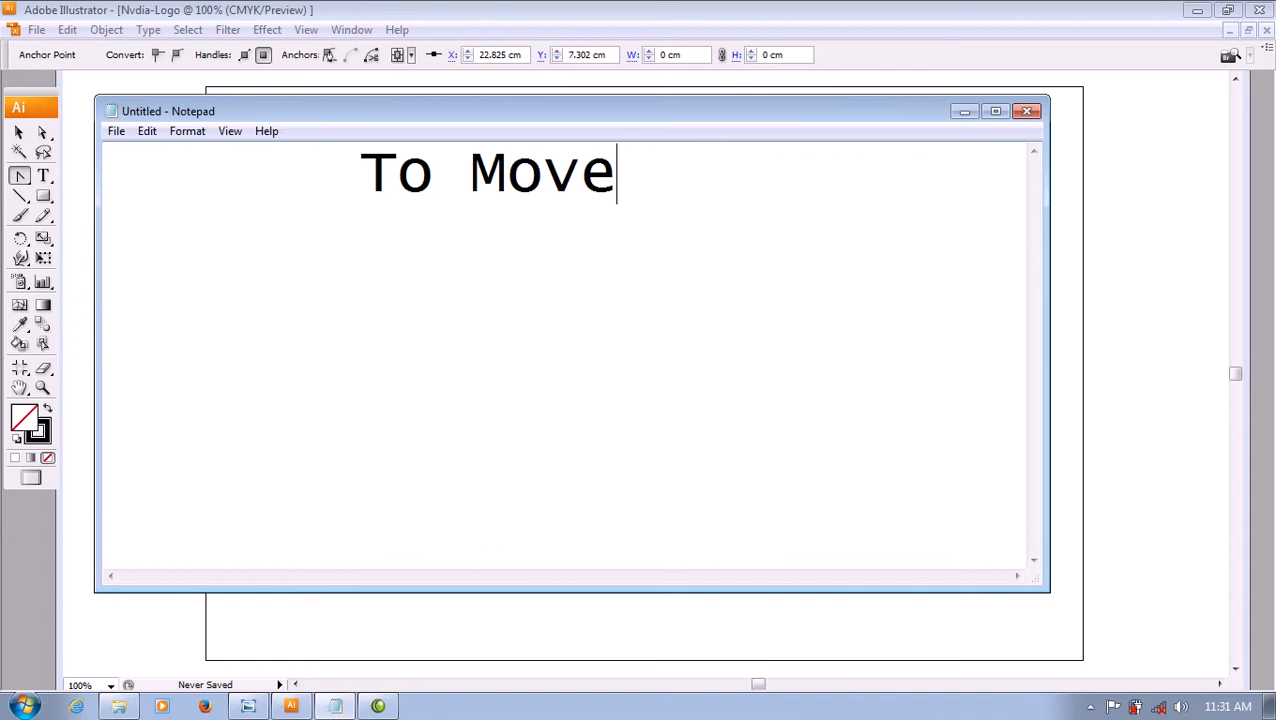 Adobe Illustrator - [Nvdia-Logo @ 100% (CMYK/Preview) ]
File Edit Object Type Select Filter Effect View Window Help
Anchor Point Convert: Handles: Anchors: X: 22.825 cm Y: 7.302 cm W: 0 cm H: 0 cm
Ai
Untitled - Notepad
File Edit Format View Help
To Move
100% Never Saved
11:31 AM